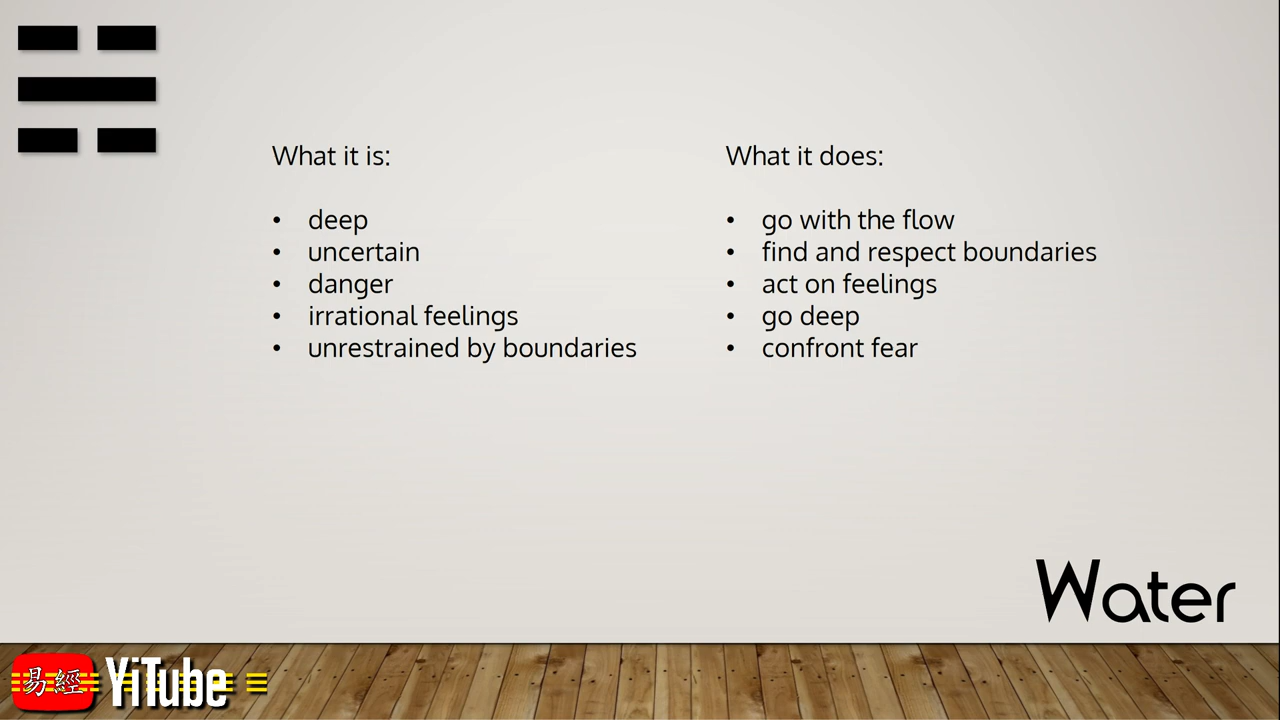 What it is:
• deep
• uncertain
• danger
• irrational feelings
• unrestrained by boundaries
What it does:
• go with the flow
• find and respect boundaries
• act on feelings
• go deep
• confront fear
Water
易經 YiTube